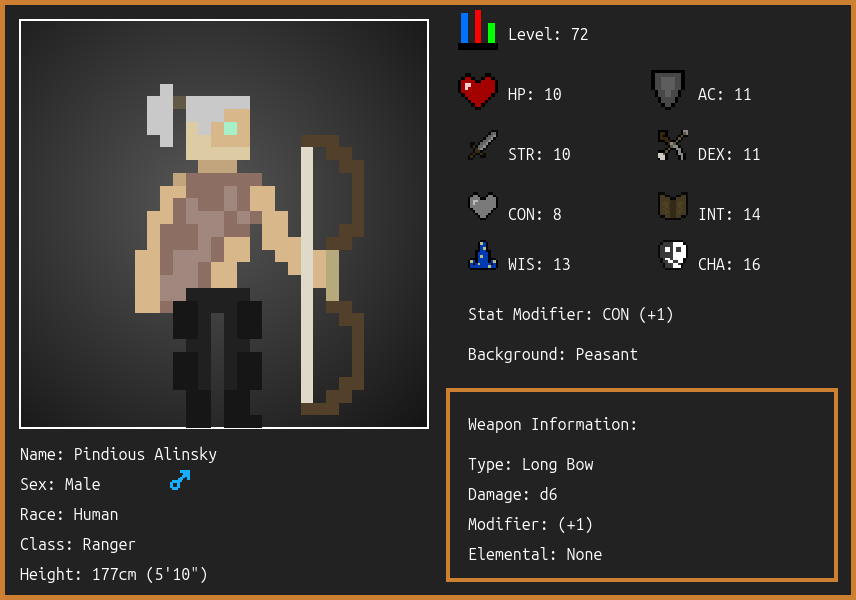 Level: 72
HP: 10
AC: 11
STR: 10
DEX: 11
CON: 8
INT: 14
WIS: 13
CHA: 16
Stat Modifier: CON (+1)
Background: Peasant
Weapon Information:
Type: Long Bow
Damage: d6
Modifier: (+1)
Elemental: None
Name: Pindious Alinsky
Sex: Male
Race: Human
Class: Ranger
Height: 177cm (5'10")